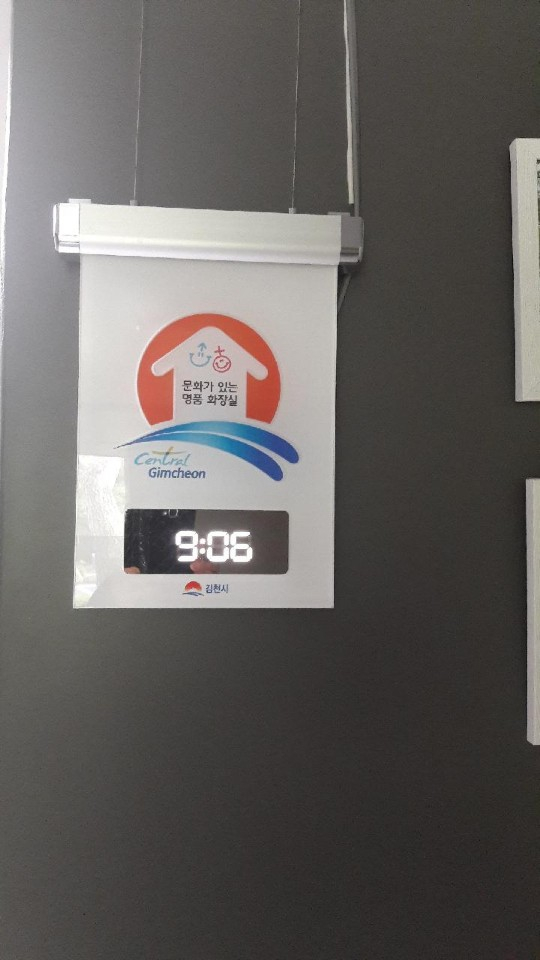 문화가 있는
명품 화장실
Central
Gimcheon
9:06
김천시